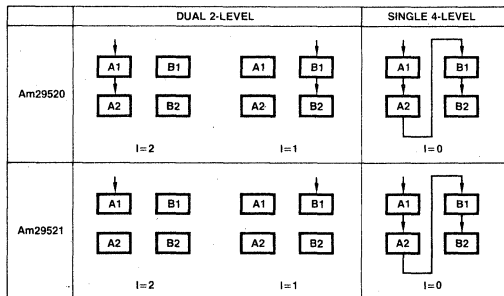 DUAL 2-LEVEL SINGLE 4-LEVEL
Am29520
A1 B1 A1 B1 A1 B1
A2 B2 A2 B2 A2 B2
I=2 I=1 I=0
Am29521
A1 B1 A1 B1 A1 B1
A2 B2 A2 B2 A2 B2
I=2 I=1 I=0